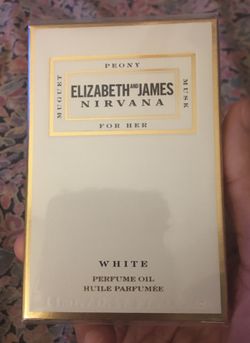 PEONY
MUGUET
ELIZABETH AND JAMES
MUSK
NIRVANA
FOR HER
WHITE
PERFUME OIL
HUILE PARFUMÉE